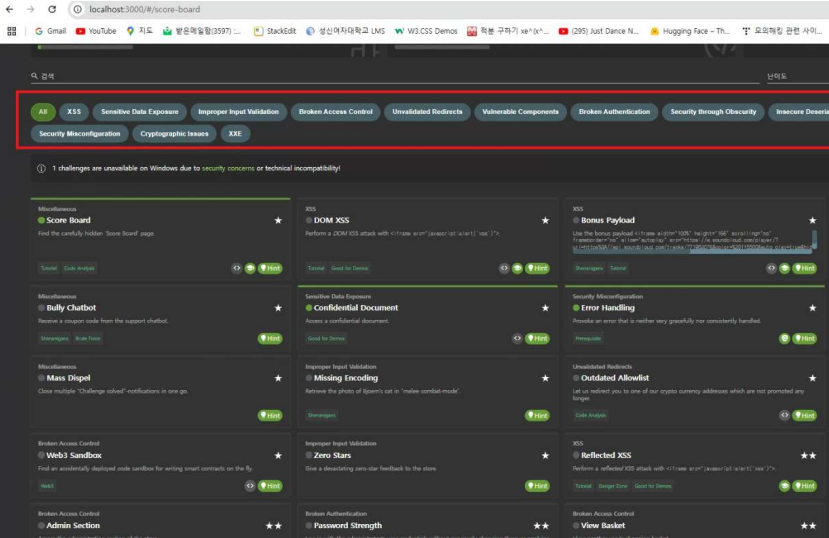 localhost:3000/#/score-board
Gmail YouTube 지도 받은메일함(3597) :... StackEdit 성신여자대학교 LMS W3.CSS Demos 적분 구하기 xe^(x^... (295) Just Dance N... Hugging Face – Th... 모의해킹 관련 사이...
검색 난이도
All XSS Sensitive Data Exposure Improper Input Validation Broken Access Control Unvalidated Redirects Vulnerable Components Broken Authentication Security through Obscurity Insecure Deseria
Security Misconfiguration Cryptographic Issues XXE
1 challenges are unavailable on Windows due to security concerns or technical incompatibility!
Miscellaneous
Score Board
Find the carefully hidden 'Score Board' page.
Tutorial Code Analysis Hint
XSS
DOM XSS
Perform a DOM XSS attack with <iframe src="javascript:alert(`xss`)">.
Tutorial Good for Demos Hint
XSS
Bonus Payload
Use the bonus payload <iframe width="100%" height="166" scrolling="no"
frameborder="no" allow="autoplay" src="https://w.soundcloud.com/player/?
Shenanigans Tutorial Hint
Miscellaneous
Bully Chatbot
Receive a coupon code from the support chatbot.
Shenanigans Brute Force Hint
Sensitive Data Exposure
Confidential Document
Access a confidential document.
Good for Demos Hint
Security Misconfiguration
Error Handling
Provoke an error that is neither very gracefully nor consistently handled.
Prerequisite Hint
Miscellaneous
Mass Dispel
Close multiple "Challenge solved"-notifications in one go.
Hint
Improper Input Validation
Missing Encoding
Retrieve the photo of Bjoern's cat in "melee combat-mode".
Shenanigans Hint
Unvalidated Redirects
Outdated Allowlist
Let us redirect you to one of our crypto currency addresses which are not promoted any
longer.
Code Analysis Hint
Broken Access Control
Web3 Sandbox
Find an accidentally deployed code sandbox for writing smart contracts on the fly.
Web3 Hint
Improper Input Validation
Zero Stars
Give a devastating zero-star feedback to the store.
Hint
XSS
Reflected XSS
Perform a reflected XSS attack with <iframe src="javascript:alert(`xss`)">.
Tutorial Danger Zone Good for Demos Hint
Broken Access Control
Admin Section
Broken Authentication
Password Strength
Broken Access Control
View Basket